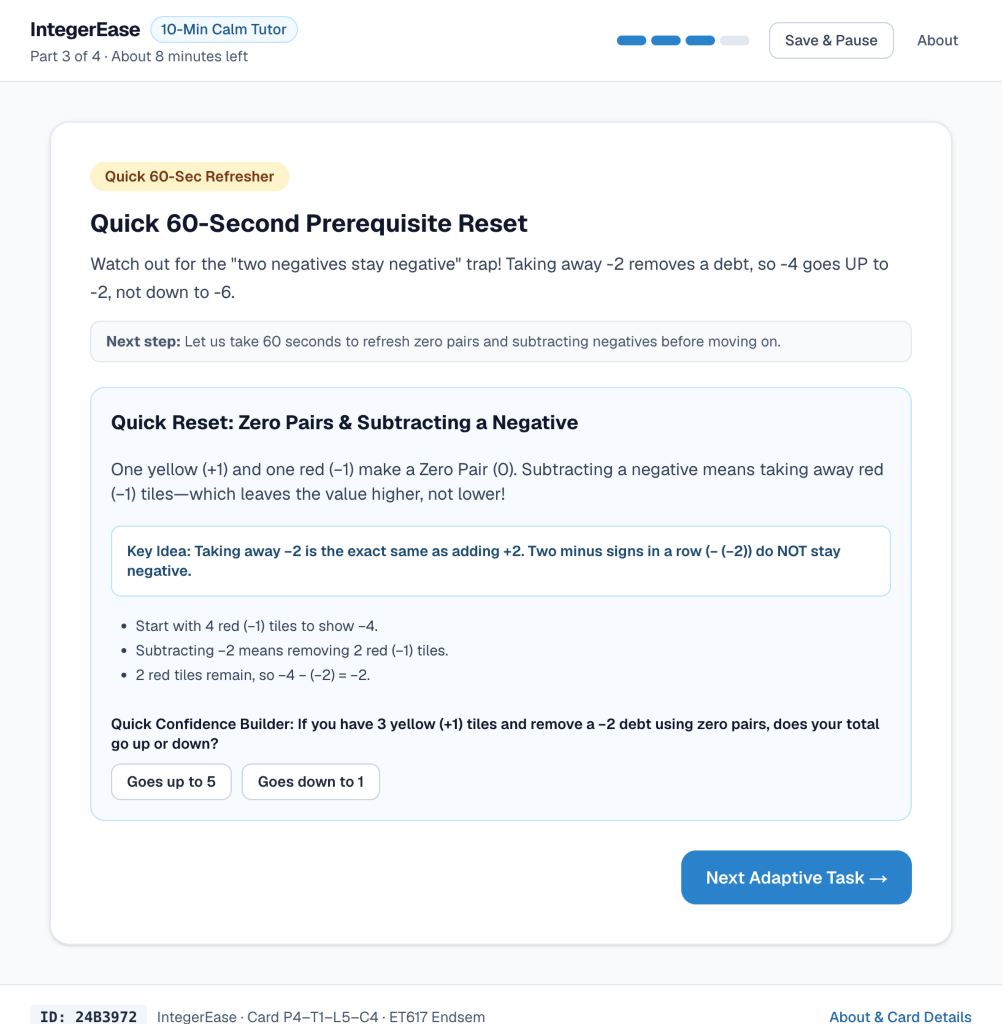 IntegerEase 10-Min Calm Tutor
Part 3 of 4 · About 8 minutes left
Save & Pause
About
Quick 60-Sec Refresher
Quick 60-Second Prerequisite Reset
Watch out for the "two negatives stay negative" trap! Taking away -2 removes a debt, so -4 goes UP to
-2, not down to -6.
Next step: Let us take 60 seconds to refresh zero pairs and subtracting negatives before moving on.
Quick Reset: Zero Pairs & Subtracting a Negative
One yellow (+1) and one red (−1) make a Zero Pair (0). Subtracting a negative means taking away red
(−1) tiles—which leaves the value higher, not lower!
Key Idea: Taking away −2 is the exact same as adding +2. Two minus signs in a row (− (−2)) do NOT stay
negative.
• Start with 4 red (−1) tiles to show −4.
• Subtracting −2 means removing 2 red (−1) tiles.
• 2 red tiles remain, so −4 − (−2) = −2.
Quick Confidence Builder: If you have 3 yellow (+1) tiles and remove a −2 debt using zero pairs, does your total
go up or down?
Goes up to 5
Goes down to 1
Next Adaptive Task →
ID: 24B3972 IntegerEase · Card P4–T1–L5–C4 · ET617 Endsem
About & Card Details